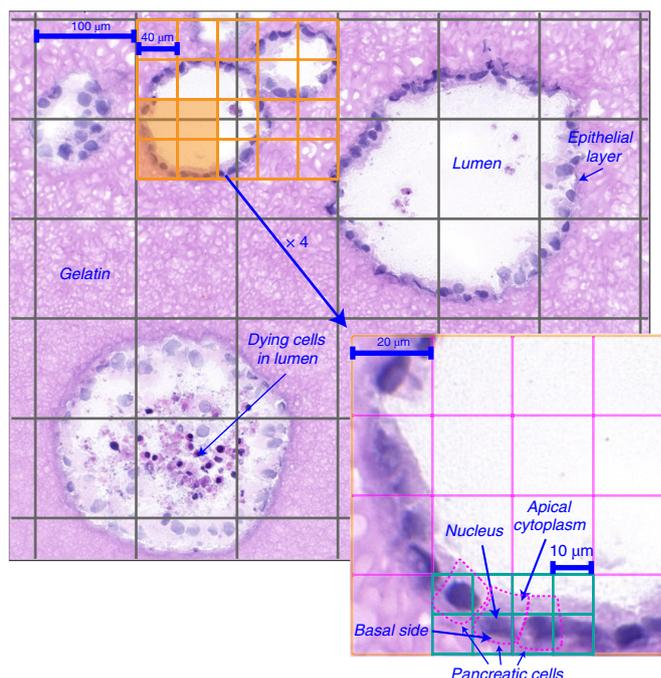 100 μm
40 μm
Epithelial
layer
Lumen
× 4
Gelatin
Dying cells
in lumen
20 μm
Apical
cytoplasm
Nucleus
10 μm
Basal side
Pancreatic cells